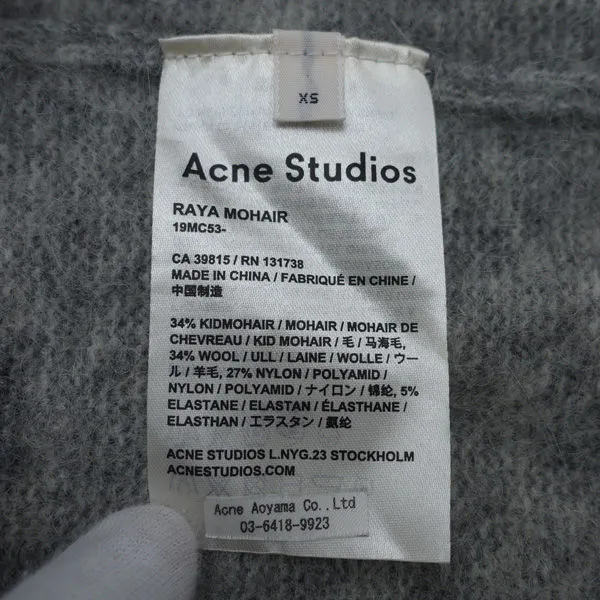 XS
Acne Studios
RAYA MOHAIR
19MC53-
CA 39815 / RN 131738
MADE IN CHINA / FABRIQUÉ EN CHINE /
中国制造
34% KIDMOHAIR / MOHAIR / MOHAIR DE
CHEVREAU / KID MOHAIR / 毛 / 马海毛,
34% WOOL / ULL / LAINE / WOLLE / ウー
ル / 羊毛, 27% NYLON / POLYAMID /
NYLON / POLYAMID / ナイロン / 锦纶, 5%
ELASTANE / ELASTAN / ÉLASTHANE /
ELASTHAN / エラスタン / 氨纶
ACNE STUDIOS L.NYG.23 STOCKHOLM
ACNESTUDIOS.COM
Acne Aoyama Co.,Ltd
03-6418-9923